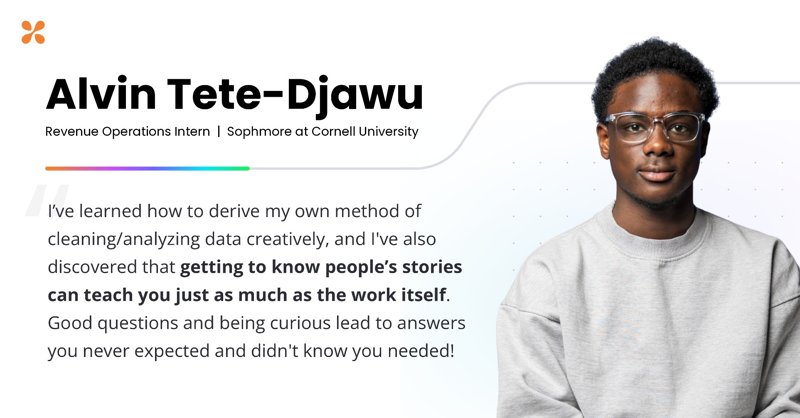 Alvin Tete-Djawu
Revenue Operations Intern | Sophmore at Cornell University
“
I’ve learned how to derive my own method of
cleaning/analyzing data creatively, and I've also
discovered that getting to know people’s stories
can teach you just as much as the work itself.
Good questions and being curious lead to answers
you never expected and didn't know you needed!